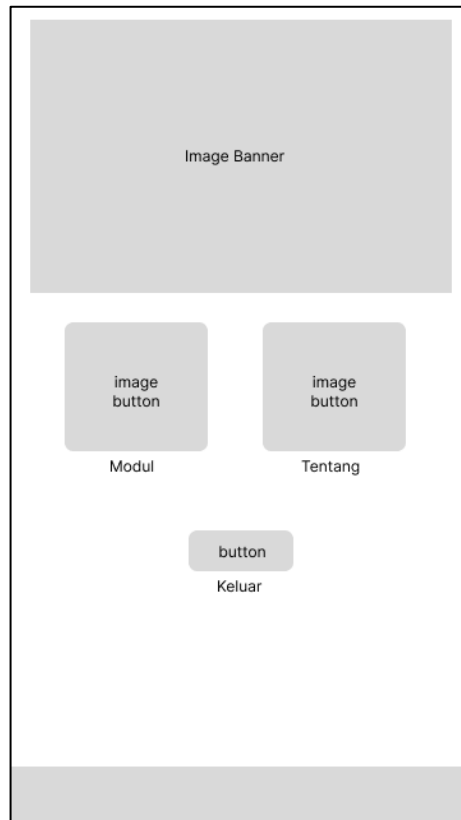 Image Banner
image
button
image
button
Modul
Tentang
button
Keluar